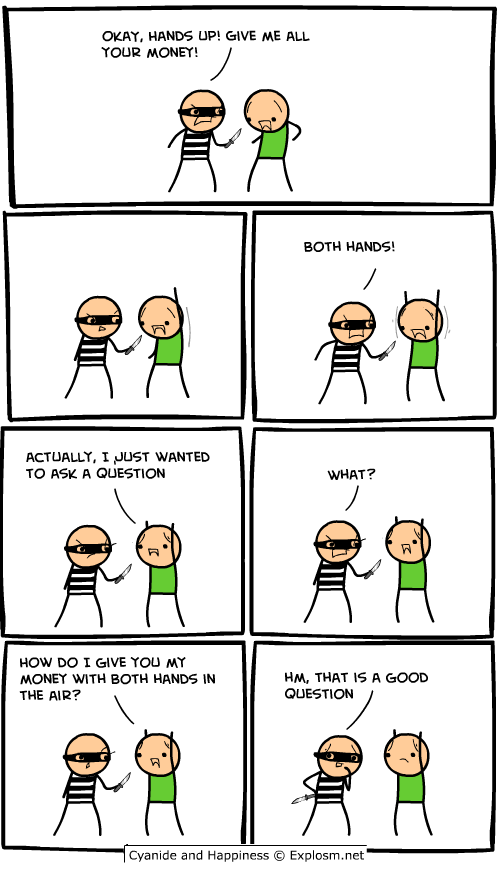 OKAY, HANDS UP! GIVE ME ALL
YOUR MONEY!
BOTH HANDS!
ACTUALLY, I JUST WANTED
TO ASK A QUESTION
WHAT?
HOW DO I GIVE YOU MY
MONEY WITH BOTH HANDS IN
THE AIR?
HM, THAT IS A GOOD
QUESTION
Cyanide and Happiness © Explosm.net